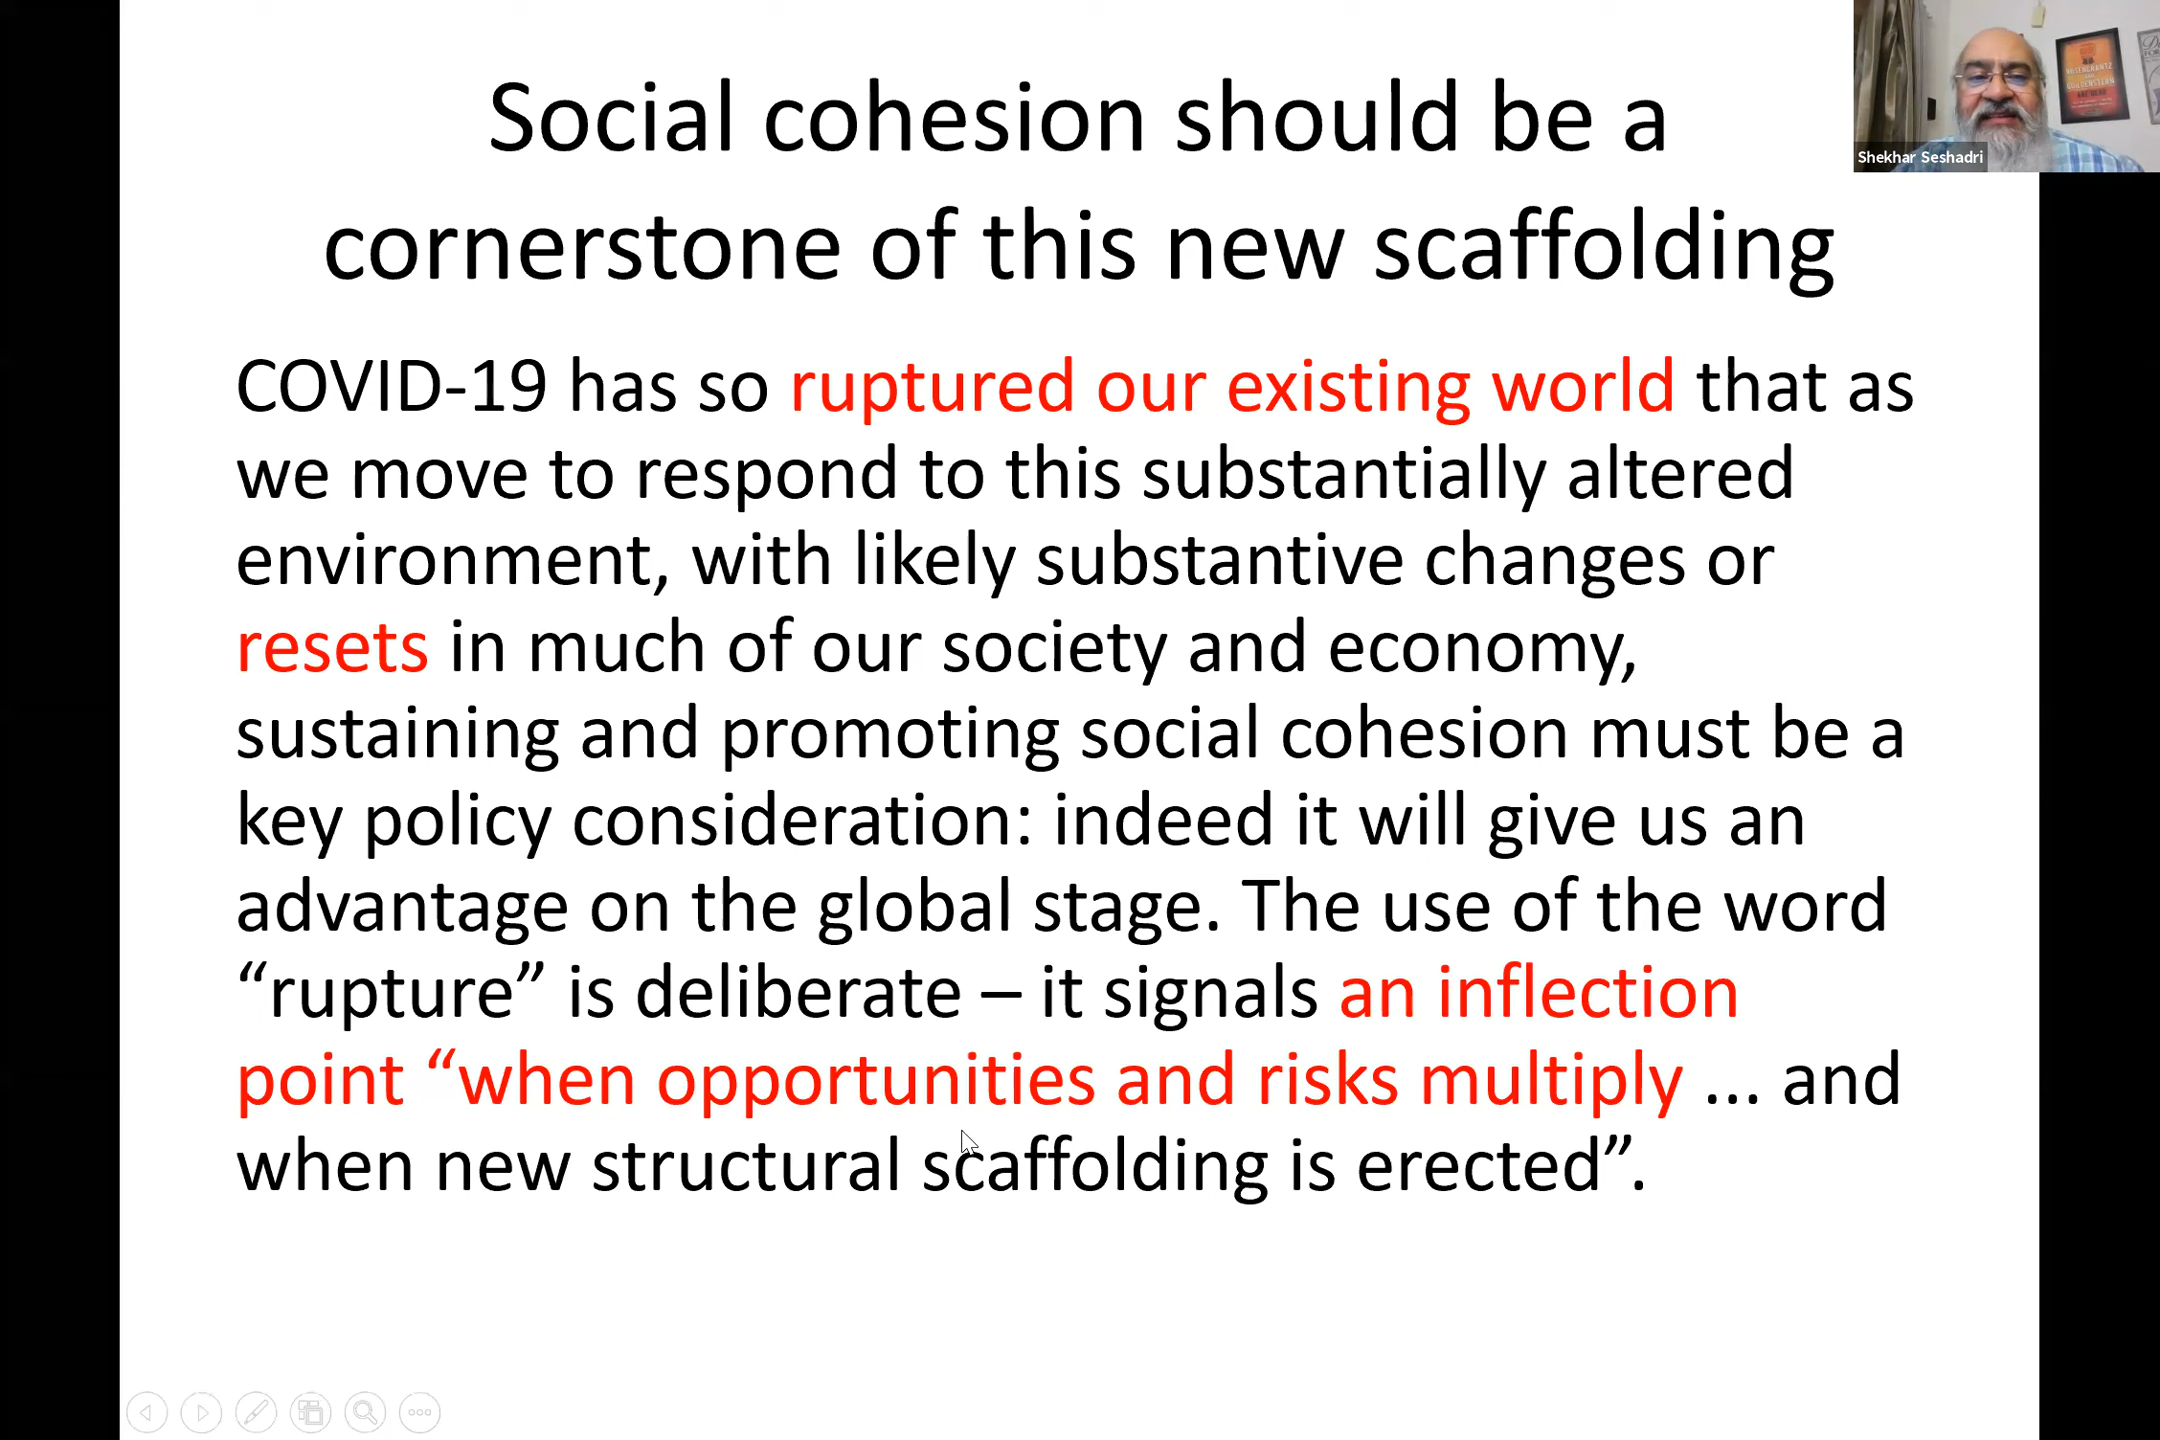 Social cohesion should be a
cornerstone of this new scaffolding
COVID-19 has so ruptured our existing world that as
we move to respond to this substantially altered
environment, with likely substantive changes or
resets in much of our society and economy,
sustaining and promoting social cohesion must be a
key policy consideration: indeed it will give us an
advantage on the global stage. The use of the word
“rupture” is deliberate – it signals an inflection
point “when opportunities and risks multiply ... and
when new structural scaffolding is erected”.
Shekhar Seshadri
ROSENCRANTZ
GUILDENSTERN
ARE DEAD